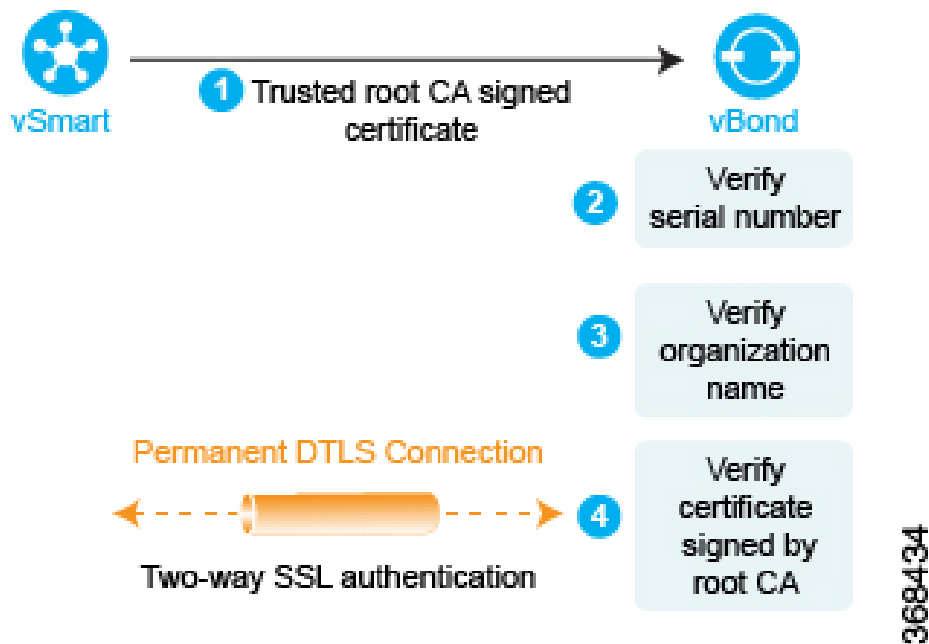 vSmart
1 Trusted root CA signed
certificate
vBond
2 Verify
serial number
3 Verify
organization
name
Permanent DTLS Connection
Two-way SSL authentication
4 Verify
certificate
signed by
root CA
368434